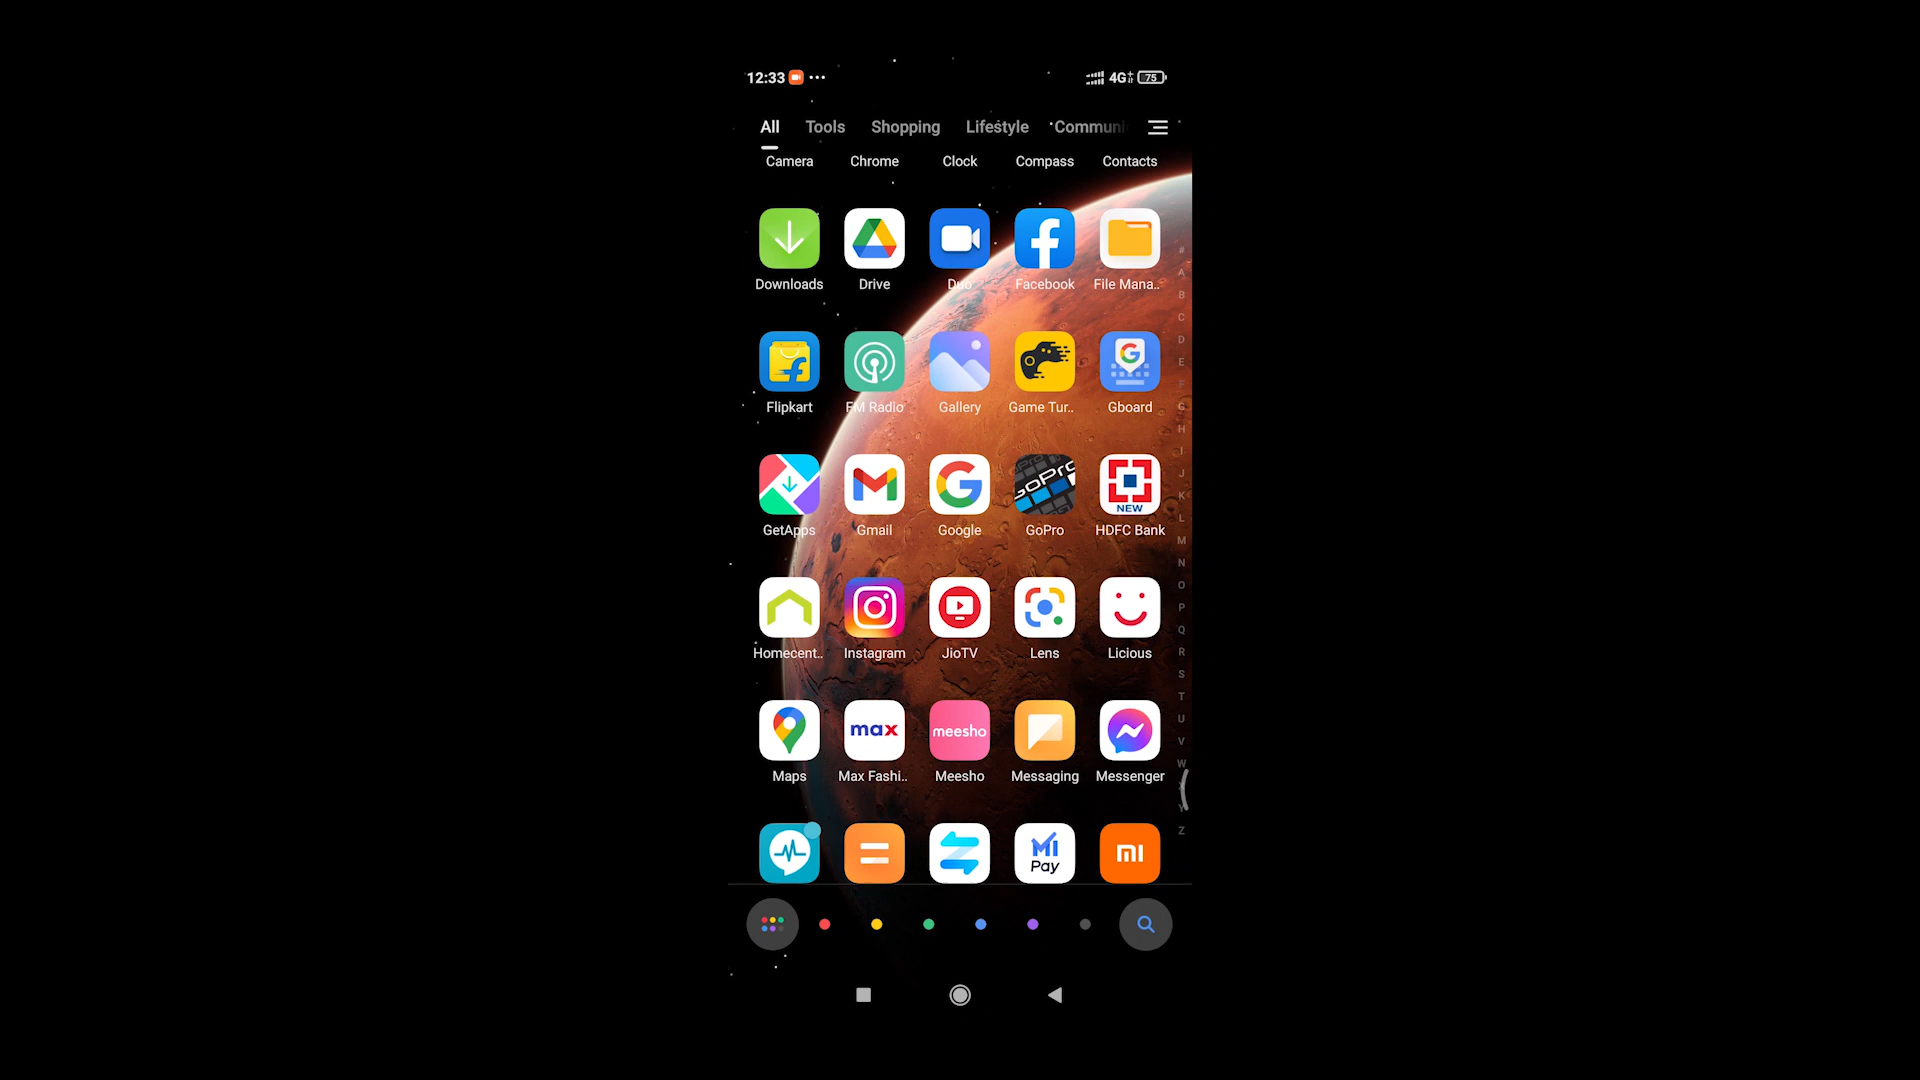 12:33 4G+ 75
All Tools Shopping Lifestyle Communi
Camera Chrome Clock Compass Contacts
Downloads Drive Duo Facebook File Mana..
Flipkart FM Radio Gallery Game Tur.. Gboard
GoPro
NEW
GetApps Gmail Google GoPro HDFC Bank
Homecent.. Instagram JioTV Lens Licious
max meesho
Maps Max Fashi.. Meesho Messaging Messenger
MI Pay mi
#
A
B
C
D
E
F
G
H
I
J
K
L
M
N
O
P
Q
R
S
T
U
V
W
X
Y
Z